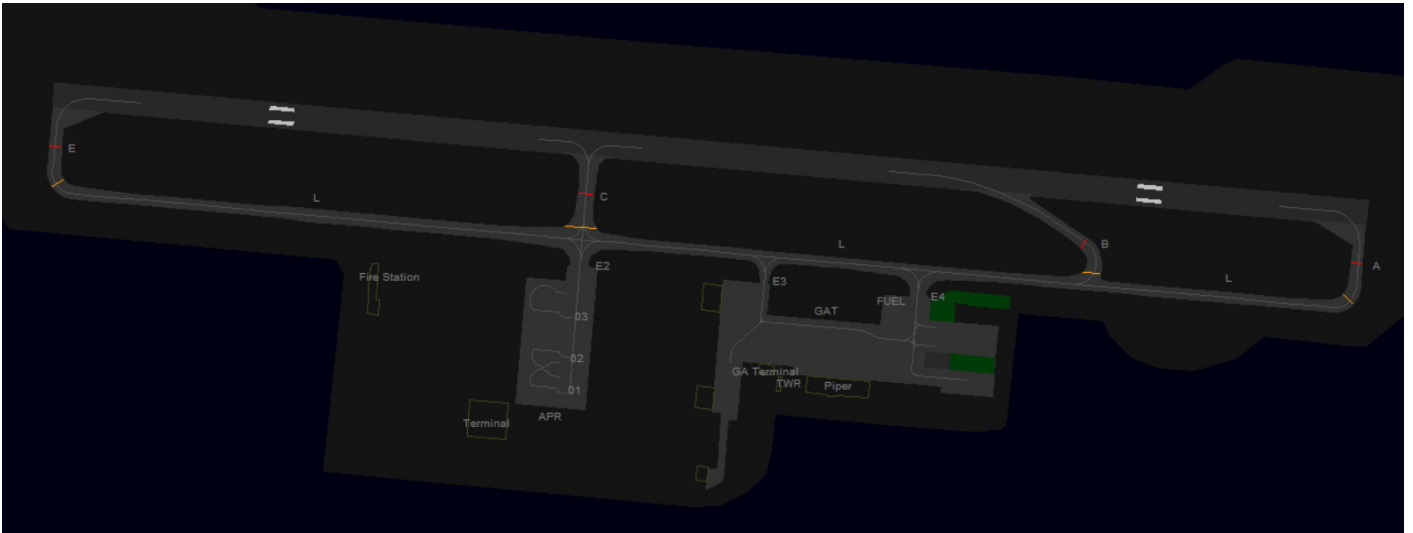 E
L
C
L
B
A
L
E2
Fire Station
E3
FUEL
E4
GAT
03
02
GA Terminal
TWR
Piper
01
APR
Terminal